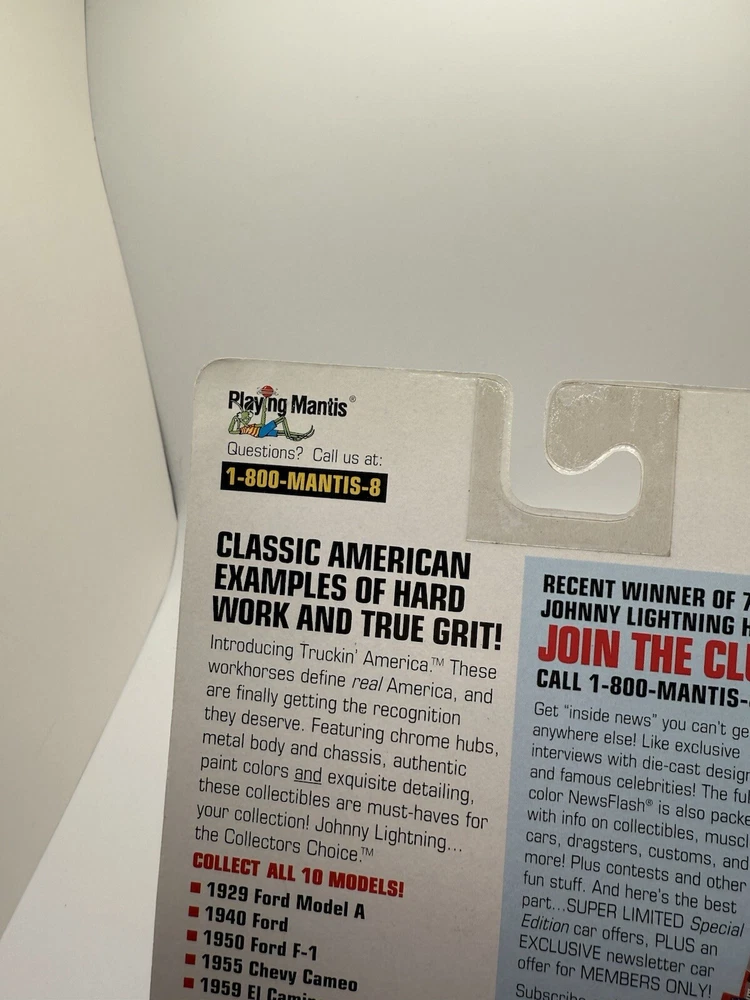 Playing Mantis®
Questions? Call us at:
1-800-MANTIS-8
CLASSIC AMERICAN
EXAMPLES OF HARD
WORK AND TRUE GRIT!
Introducing Truckin' America.™ These
workhorses define real America, and
are finally getting the recognition
they deserve. Featuring chrome hubs,
metal body and chassis, authentic
paint colors and exquisite detailing,
these collectibles are must-haves for
your collection! Johnny Lightning...
the Collectors Choice.™
COLLECT ALL 10 MODELS!
■ 1929 Ford Model A
■ 1940 Ford
■ 1950 Ford F-1
■ 1955 Chevy Cameo
■ 1959 El
RECENT WINNER OF 7
JOHNNY LIGHTNING
JOIN THE
CALL 1-800-MANTIS-
Get "inside news" you can't
anywhere else! Like exclusive
interviews with die-cast
and famous celebrities! The
color NewsFlash® is also
with info on collectibles,
cars, dragsters, customs, and
more! Plus contests and other
fun stuff. And here's the best
part...SUPER LIMITED Special
Edition car offers, PLUS an
EXCLUSIVE newsletter car
offer for MEMBERS ONLY!